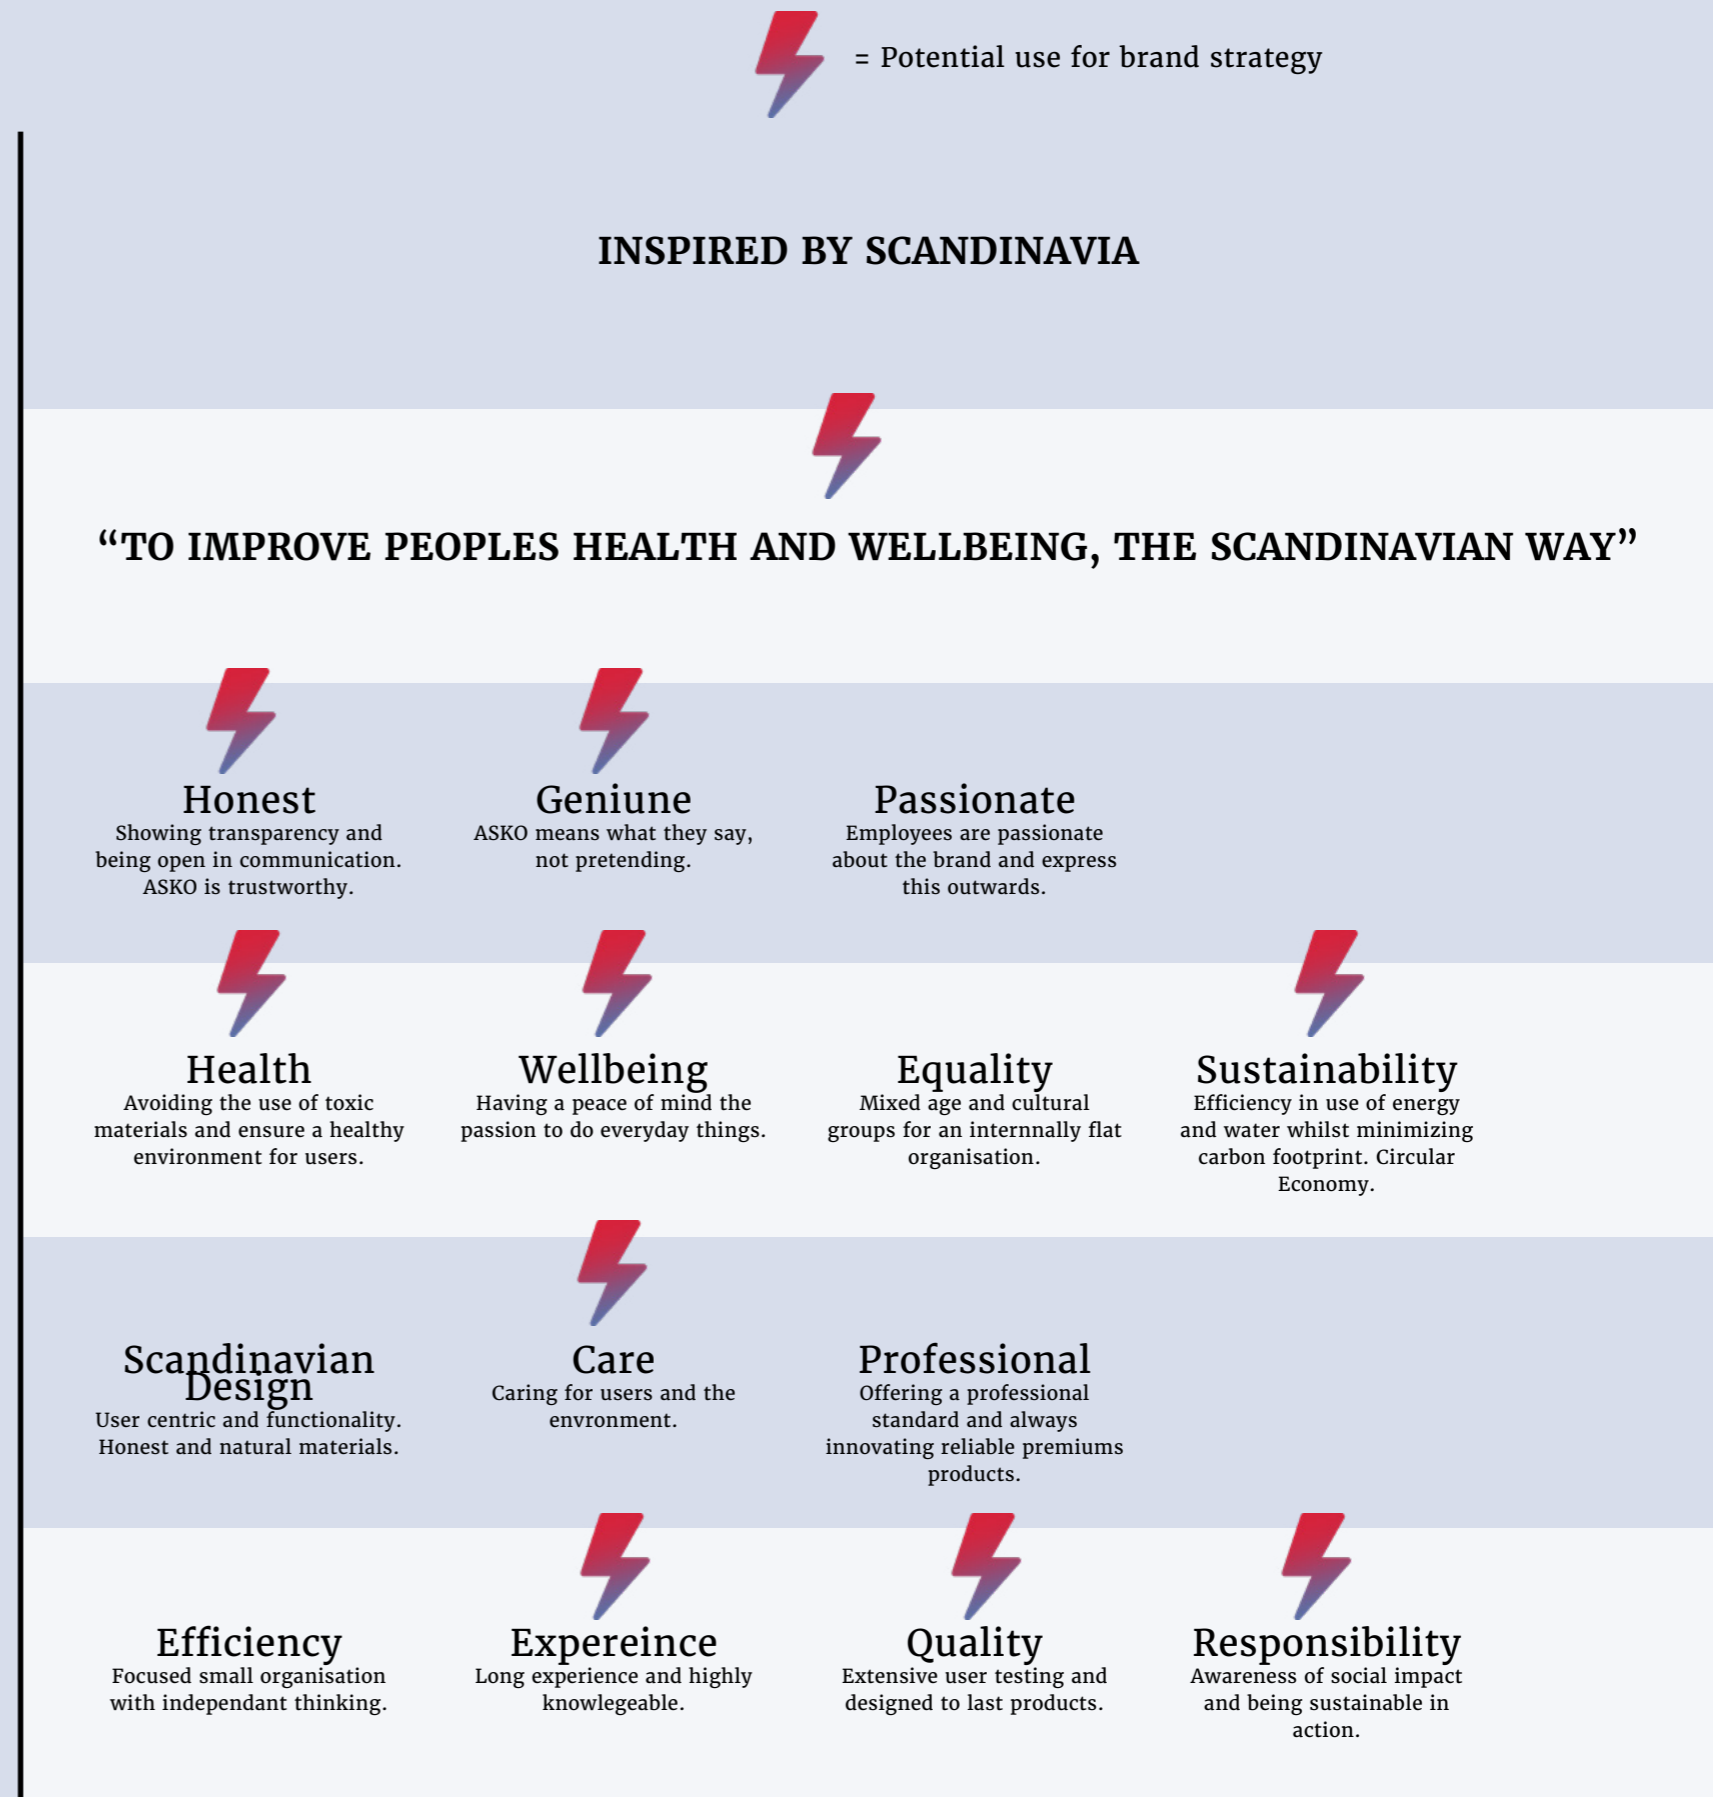 = Potential use for brand strategy
INSPIRED BY SCANDINAVIA
“TO IMPROVE PEOPLES HEALTH AND WELLBEING, THE SCANDINAVIAN WAY”
Honest
Showing transparency and
being open in communication.
ASKO is trustworthy.
Geniune
ASKO means what they say,
not pretending.
Passionate
Employees are passionate
about the brand and express
this outwards.
Health
Avoiding the use of toxic
materials and ensure a healthy
environment for users.
Wellbeing
Having a peace of mind the
passion to do everyday things.
Equality
Mixed age and cultural
groups for an internnally flat
organisation.
Sustainability
Efficiency in use of energy
and water whilst minimizing
carbon footprint. Circular
Economy.
Scandinavian
Design
User centric and functionality.
Honest and natural materials.
Care
Caring for users and the
envronment.
Professional
Offering a professional
standard and always
innovating reliable premiums
products.
Efficiency
Focused small organisation
with independant thinking.
Expereince
Long experience and highly
knowlegeable.
Quality
Extensive user testing and
designed to last products.
Responsibility
Awareness of social impact
and being sustainable in
action.